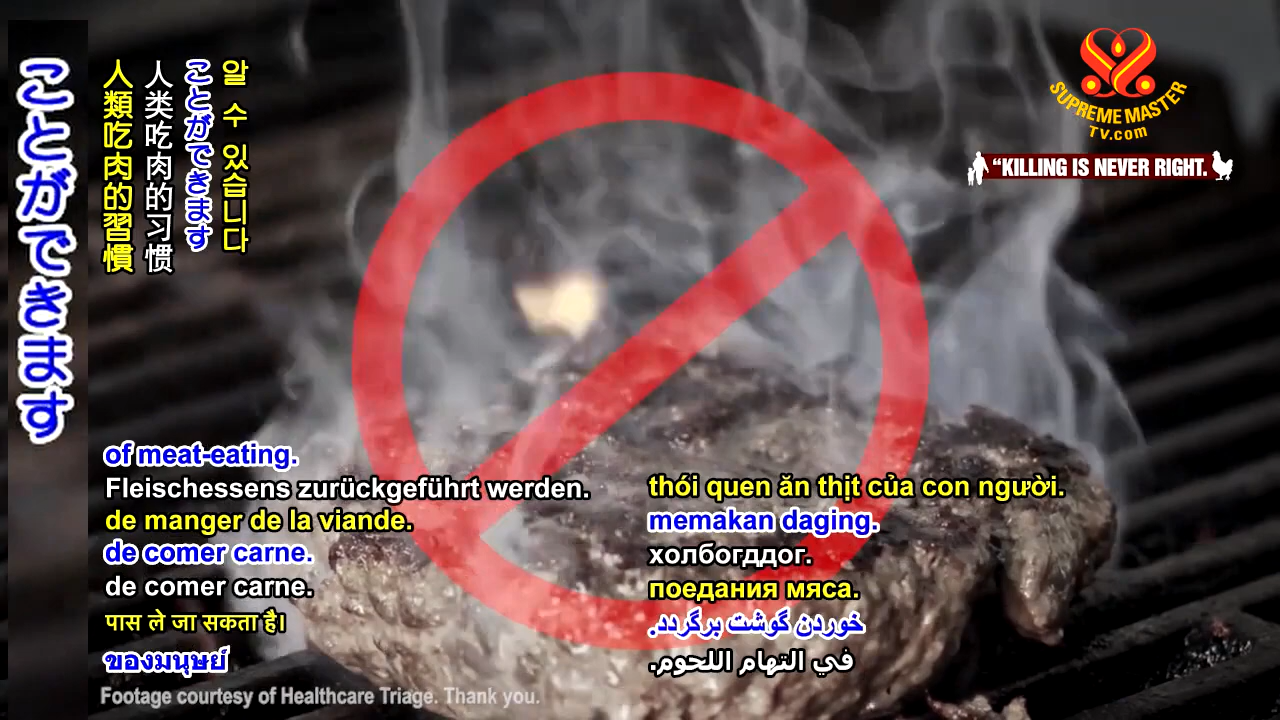 ことができます
人類吃肉的習慣
人类吃肉的习惯
ことができます
알 수 있습니다
SUPREME MASTER
TV.com
“KILLING IS NEVER RIGHT.
of meat-eating.
Fleischessens zurückgeführt werden.
de manger de la viande.
de comer carne.
de comer carne.
पास ले जा सकता है।
ของมนุษย์
thói quen ăn thịt của con người.
memakan daging.
холбогддог.
поедания мяса.
خوردن گوشت برگردد.
في التهام اللحوم.
Footage courtesy of Healthcare Triage. Thank you.